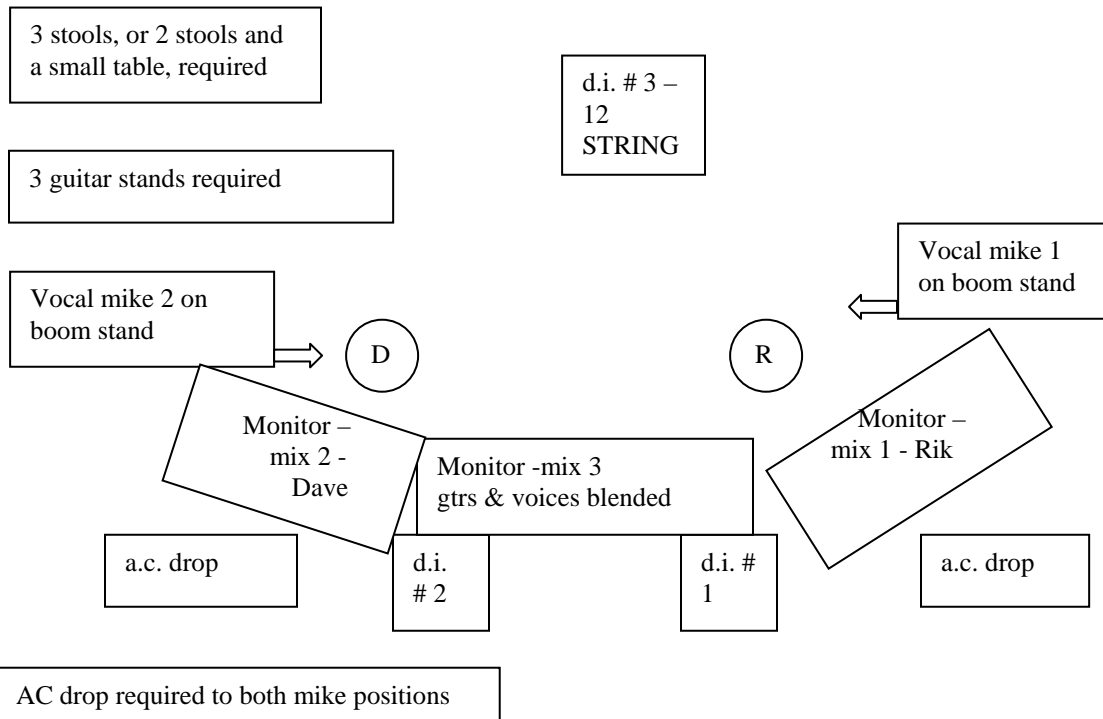 3 stools, or 2 stools and
a small table, required
d.i. # 3 –
12
STRING
3 guitar stands required
Vocal mike 1
on boom stand
Vocal mike 2 on
boom stand
D
R
Monitor –
mix 2 -
Dave
Monitor -mix 3
gtrs & voices blended
Monitor –
mix 1 - Rik
a.c. drop
d.i.
# 2
d.i. #
1
a.c. drop
AC drop required to both mike positions